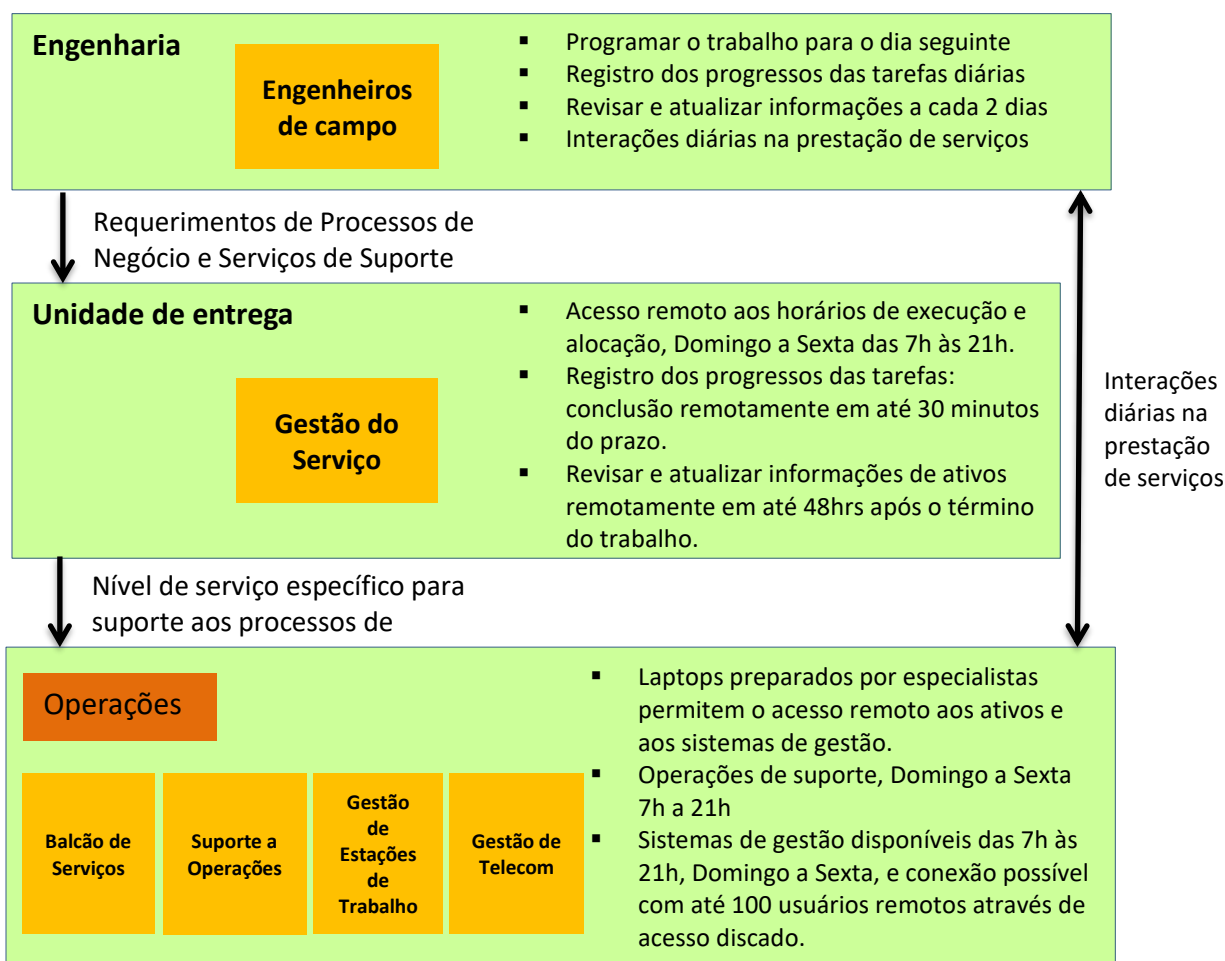 Engenharia
Engenheiros
de campo
▪ Programar o trabalho para o dia seguinte
▪ Registro dos progressos das tarefas diárias
▪ Revisar e atualizar informações a cada 2 dias
▪ Interações diárias na prestação de serviços
Requerimentos de Processos de
Negócio e Serviços de Suporte
Unidade de entrega
Gestão do
Serviço
▪ Acesso remoto aos horários de execução e
alocação, Domingo a Sexta das 7h às 21h.
▪ Registro dos progressos das tarefas:
conclusão remotamente em até 30 minutos
do prazo.
▪ Revisar e atualizar informações de ativos
remotamente em até 48hrs após o término
do trabalho.
Interações
diárias na
prestação
de serviços
Nível de serviço específico para
suporte aos processos de
Operações
Balcão de
Serviços
Suporte a
Operações
Gestão
de
Estações
de
Trabalho
Gestão de
Telecom
▪ Laptops preparados por especialistas
permitem o acesso remoto aos ativos e
aos sistemas de gestão.
▪ Operações de suporte, Domingo a Sexta
7h a 21h
▪ Sistemas de gestão disponíveis das 7h às
21h, Domingo a Sexta, e conexão possível
com até 100 usuários remotos através de
acesso discado.